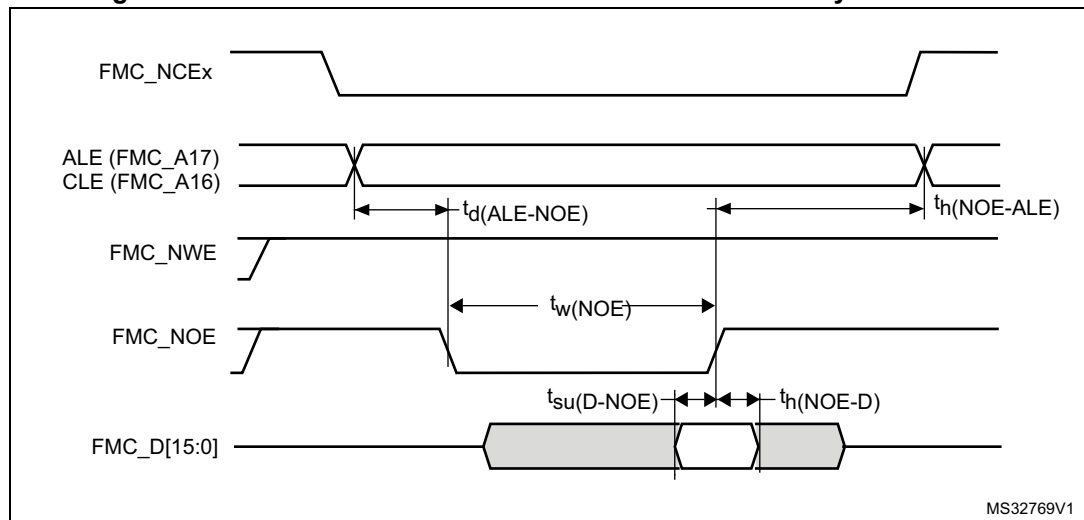 FMC_NCEx
ALE (FMC_A17)
CLE (FMC_A16)
td(ALE-NOE)
th(NOE-ALE)
FMC_NWE
tw(NOE)
FMC_NOE
tsu(D-NOE)
th(NOE-D)
FMC_D[15:0]
MS32769V1